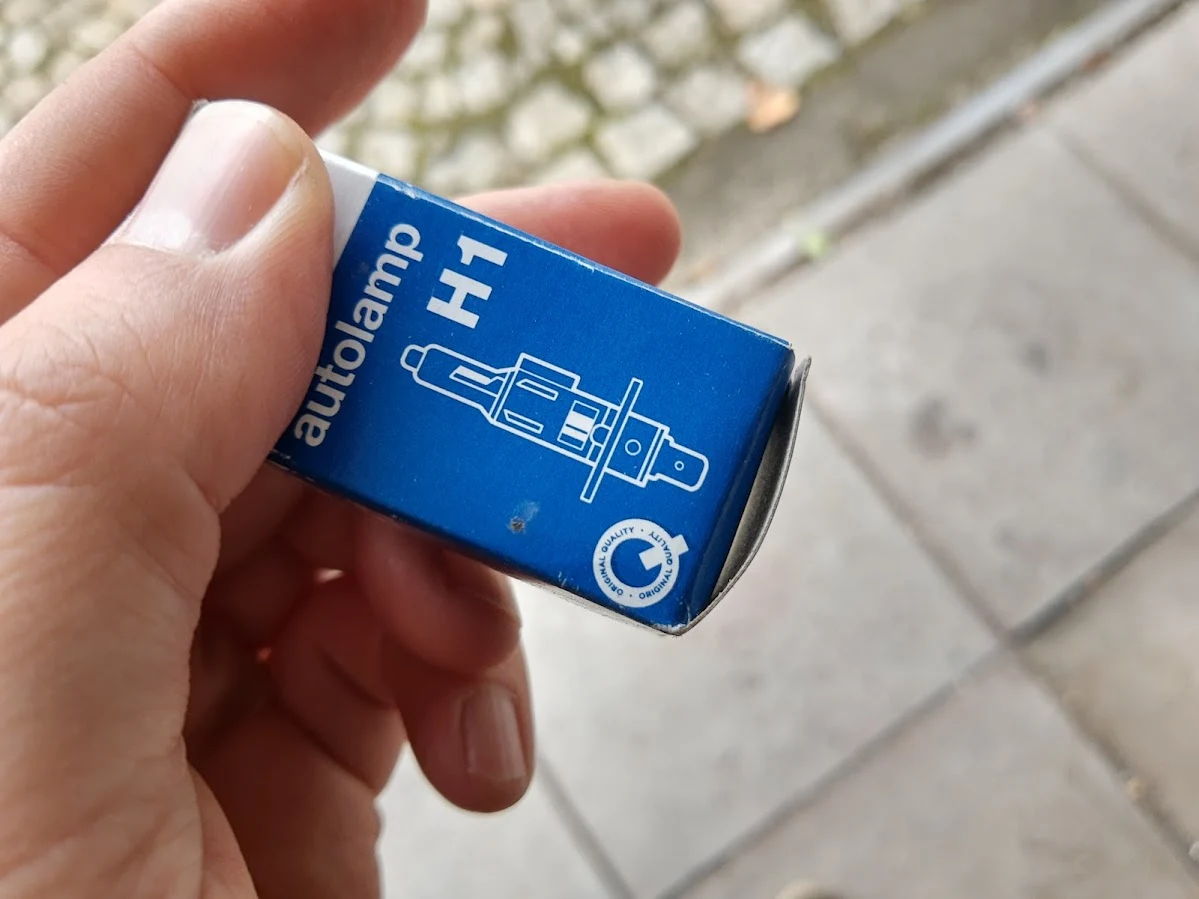 autolamp
H1
ORIGINAL QUALITY · ORIGINAL QUALITY ·